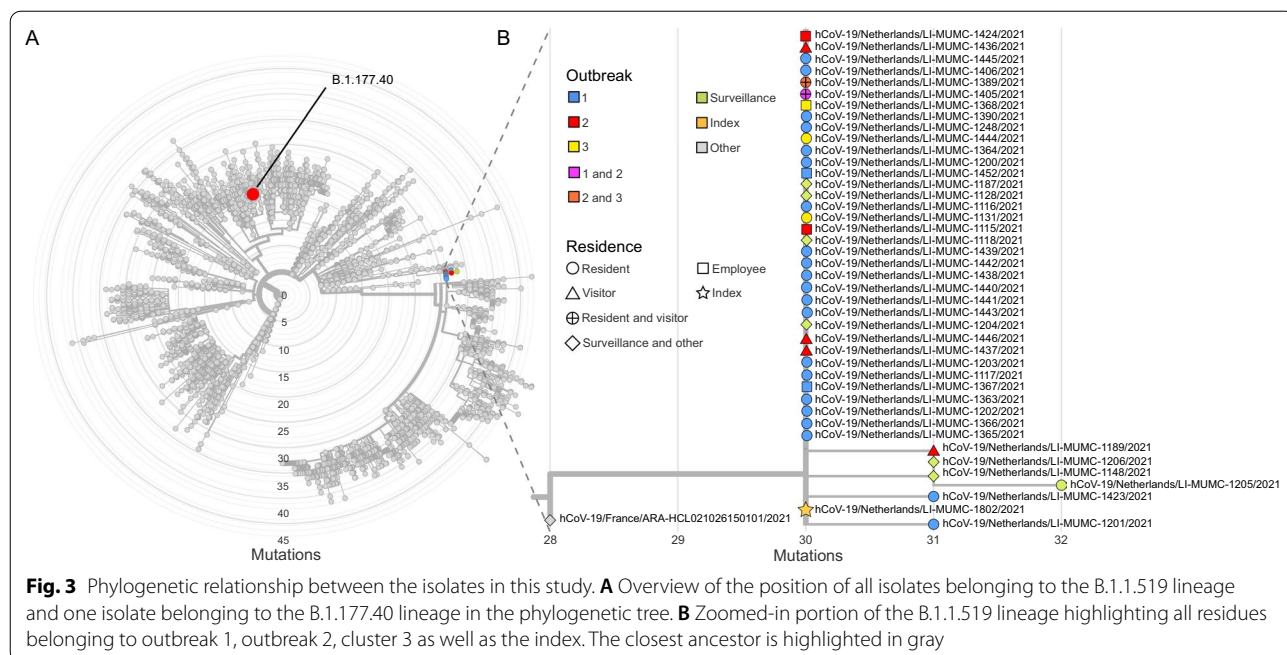 A
B.1.177.40
0
5
10
15
20
25
30
35
40
45
Mutations
B
Outbreak
1
2
3
1 and 2
2 and 3
Surveillance
Index
Other
Residence
Resident
Visitor
Resident and visitor
Surveillance and other
Employee
Index
hCoV-19/Netherlands/LI-MUMC-1424/2021
hCoV-19/Netherlands/LI-MUMC-1436/2021
hCoV-19/Netherlands/LI-MUMC-1445/2021
hCoV-19/Netherlands/LI-MUMC-1406/2021
hCoV-19/Netherlands/LI-MUMC-1389/2021
hCoV-19/Netherlands/LI-MUMC-1405/2021
hCoV-19/Netherlands/LI-MUMC-1368/2021
hCoV-19/Netherlands/LI-MUMC-1390/2021
hCoV-19/Netherlands/LI-MUMC-1248/2021
hCoV-19/Netherlands/LI-MUMC-1444/2021
hCoV-19/Netherlands/LI-MUMC-1364/2021
hCoV-19/Netherlands/LI-MUMC-1200/2021
hCoV-19/Netherlands/LI-MUMC-1452/2021
hCoV-19/Netherlands/LI-MUMC-1187/2021
hCoV-19/Netherlands/LI-MUMC-1128/2021
hCoV-19/Netherlands/LI-MUMC-1116/2021
hCoV-19/Netherlands/LI-MUMC-1131/2021
hCoV-19/Netherlands/LI-MUMC-1115/2021
hCoV-19/Netherlands/LI-MUMC-1118/2021
hCoV-19/Netherlands/LI-MUMC-1439/2021
hCoV-19/Netherlands/LI-MUMC-1442/2021
hCoV-19/Netherlands/LI-MUMC-1438/2021
hCoV-19/Netherlands/LI-MUMC-1440/2021
hCoV-19/Netherlands/LI-MUMC-1441/2021
hCoV-19/Netherlands/LI-MUMC-1443/2021
hCoV-19/Netherlands/LI-MUMC-1204/2021
hCoV-19/Netherlands/LI-MUMC-1446/2021
hCoV-19/Netherlands/LI-MUMC-1437/2021
hCoV-19/Netherlands/LI-MUMC-1203/2021
hCoV-19/Netherlands/LI-MUMC-1117/2021
hCoV-19/Netherlands/LI-MUMC-1367/2021
hCoV-19/Netherlands/LI-MUMC-1363/2021
hCoV-19/Netherlands/LI-MUMC-1202/2021
hCoV-19/Netherlands/LI-MUMC-1366/2021
hCoV-19/Netherlands/LI-MUMC-1365/2021
hCoV-19/Netherlands/LI-MUMC-1189/2021
hCoV-19/Netherlands/LI-MUMC-1206/2021
hCoV-19/Netherlands/LI-MUMC-1148/2021
hCoV-19/Netherlands/LI-MUMC-1205/2021
hCoV-19/Netherlands/LI-MUMC-1423/2021
hCoV-19/Netherlands/LI-MUMC-1802/2021
hCoV-19/France/ARA-HCL021026150101/2021
hCoV-19/Netherlands/LI-MUMC-1201/2021
28
29
30
31
32
Mutations
Fig. 3 Phylogenetic relationship between the isolates in this study. A Overview of the position of all isolates belonging to the B.1.1.519 lineage
and one isolate belonging to the B.1.177.40 lineage in the phylogenetic tree. B Zoomed-in portion of the B.1.1.519 lineage highlighting all residues
belonging to outbreak 1, outbreak 2, cluster 3 as well as the index. The closest ancestor is highlighted in gray